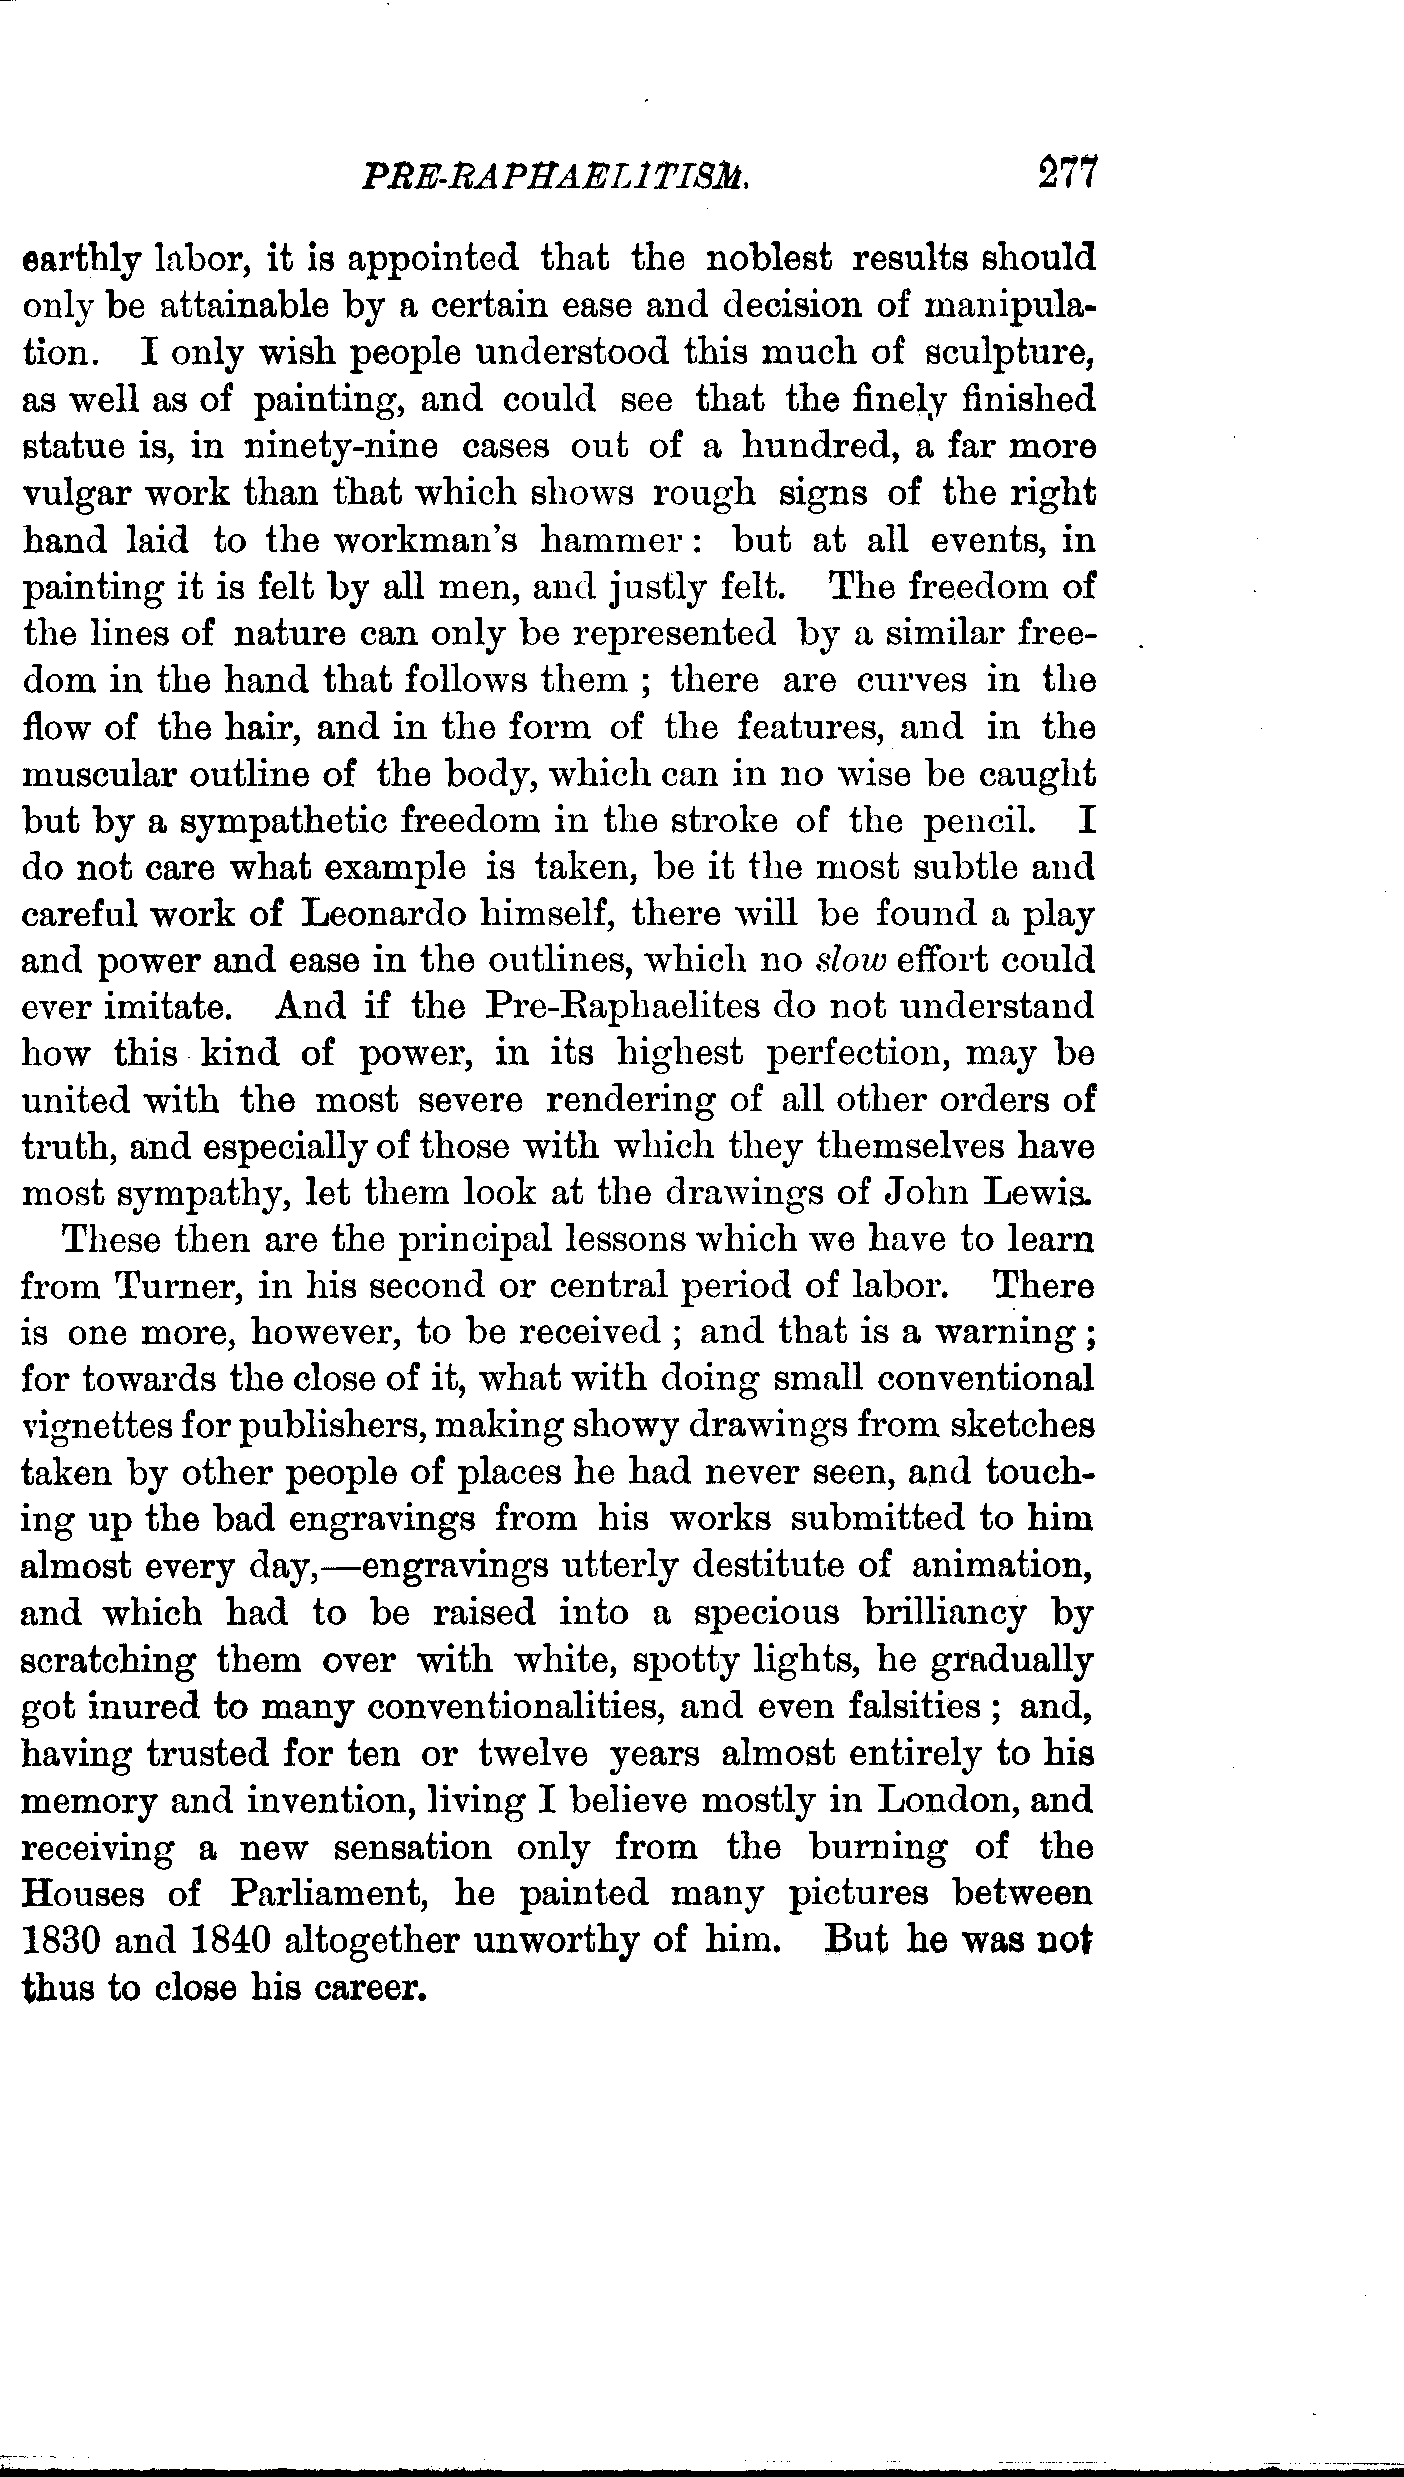 PRE-RAPHAELITISM. 277
earthly labor, it is appointed that the noblest results should
only be attainable by a certain ease and decision of manipula-
tion. I only wish people understood this much of sculpture,
as well as of painting, and could see that the finely finished
statue is, in ninety-nine cases out of a hundred, a far more
vulgar work than that which shows rough signs of the right
hand laid to the workman's hammer : but at all events, in
painting it is felt by all men, and justly felt. The freedom of
the lines of nature can only be represented by a similar free-
dom in the hand that follows them ; there are curves in the
flow of the hair, and in the form of the features, and in the
muscular outline of the body, which can in no wise be caught
but by a sympathetic freedom in the stroke of the pencil. I
do not care what example is taken, be it the most subtle and
careful work of Leonardo himself, there will be found a play
and power and ease in the outlines, which no slow effort could
ever imitate. And if the Pre-Raphaelites do not understand
how this kind of power, in its highest perfection, may be
united with the most severe rendering of all other orders of
truth, and especially of those with which they themselves have
most sympathy, let them look at the drawings of John Lewis.
These then are the principal lessons which we have to learn
from Turner, in his second or central period of labor. There
is one more, however, to be received ; and that is a warning ;
for towards the close of it, what with doing small conventional
vignettes for publishers, making showy drawings from sketches
taken by other people of places he had never seen, and touch-
ing up the bad engravings from his works submitted to him
almost every day,—engravings utterly destitute of animation,
and which had to be raised into a specious brilliancy by
scratching them over with white, spotty lights, he gradually
got inured to many conventionalities, and even falsities ; and,
having trusted for ten or twelve years almost entirely to his
memory and invention, living I believe mostly in London, and
receiving a new sensation only from the burning of the
Houses of Parliament, he painted many pictures between
1830 and 1840 altogether unworthy of him. But he was not
thus to close his career.